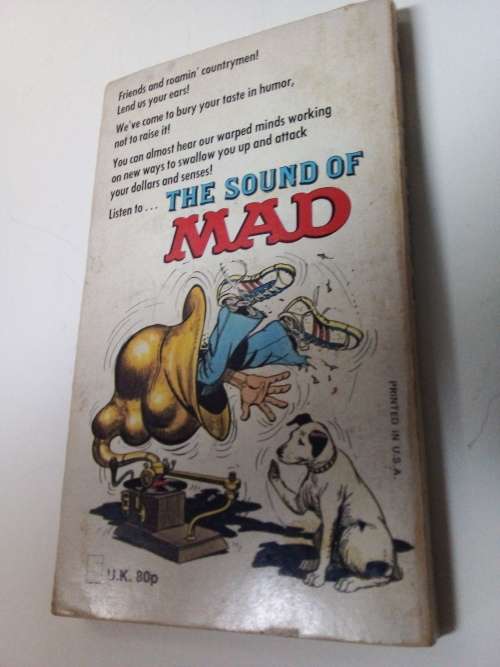 Friends and roamin' countrymen!
Lend us your ears!
We've come to bury your taste in humor,
not to raise it!
You can almost hear our warped minds working
on new ways to swallow you up and attack
your dollars and senses!
Listen to... THE SOUND OF
MAD
PRINTED IN U.S.A.
U.K. 80p